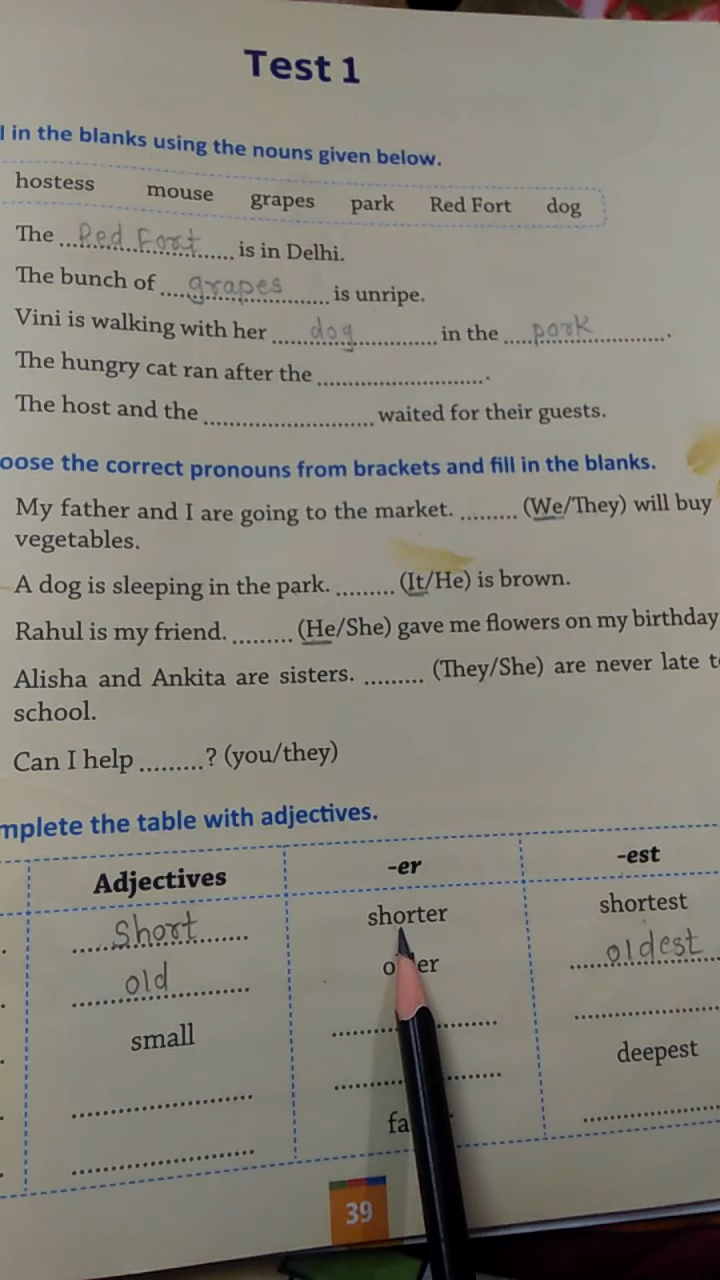 Test 1
l in the blanks using the nouns given below.
hostess mouse grapes park Red Fort dog
The Red Fort is in Delhi.
The bunch of grapes is unripe.
Vini is walking with her dog in the park.
The hungry cat ran after the ..............................
The host and the .............................. waited for their guests.
oose the correct pronouns from brackets and fill in the blanks.
My father and I are going to the market. ......... (We/They) will buy
vegetables.
A dog is sleeping in the park. ......... (It/He) is brown.
Rahul is my friend. ......... (He/She) gave me flowers on my birthday
Alisha and Ankita are sisters. ......... (They/She) are never late t
school.
Can I help .........? (you/they)
mplete the table with adjectives.
Adjectives -er -est
Short shorter shortest
old oldest
small
deepest
39